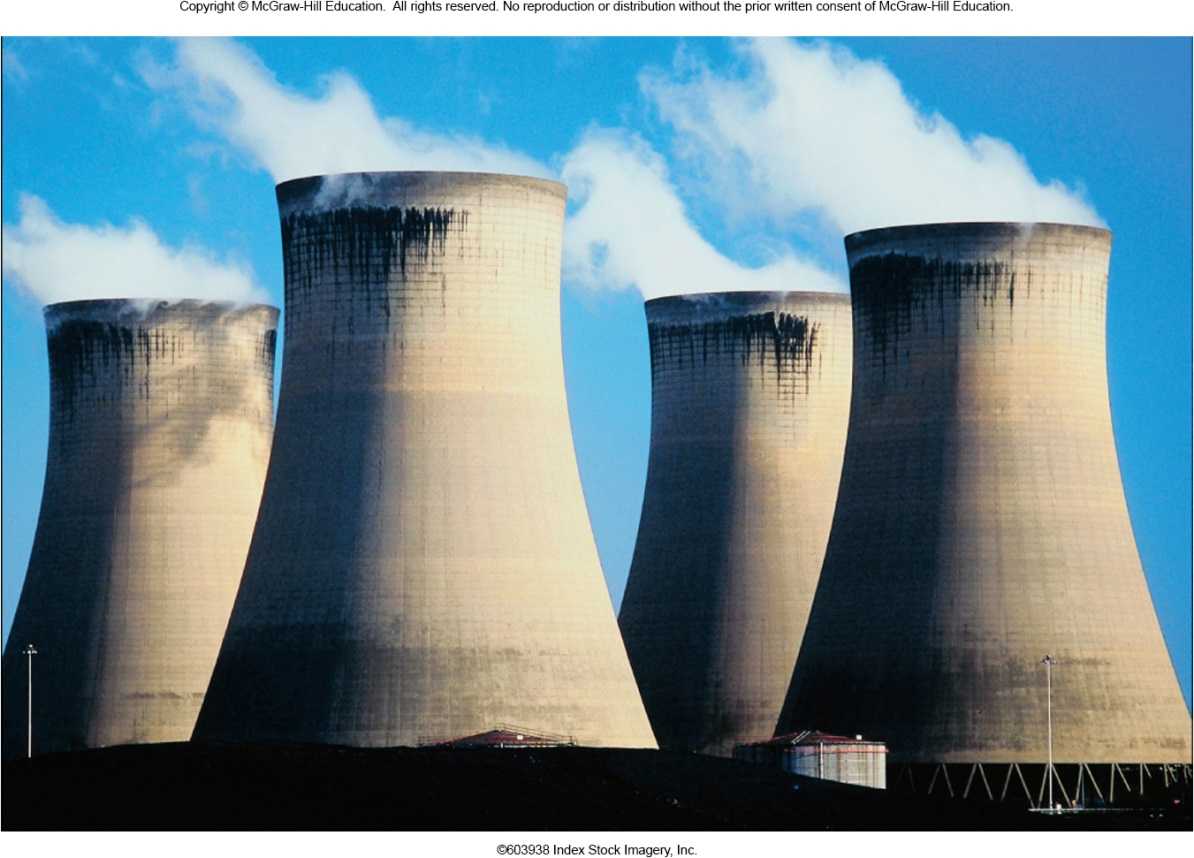 Copyright © McGraw-Hill Education.  All rights reserved. No reproduction or distribution without the prior written consent of McGraw-Hill Education.
©603938 Index Stock Imagery, Inc.